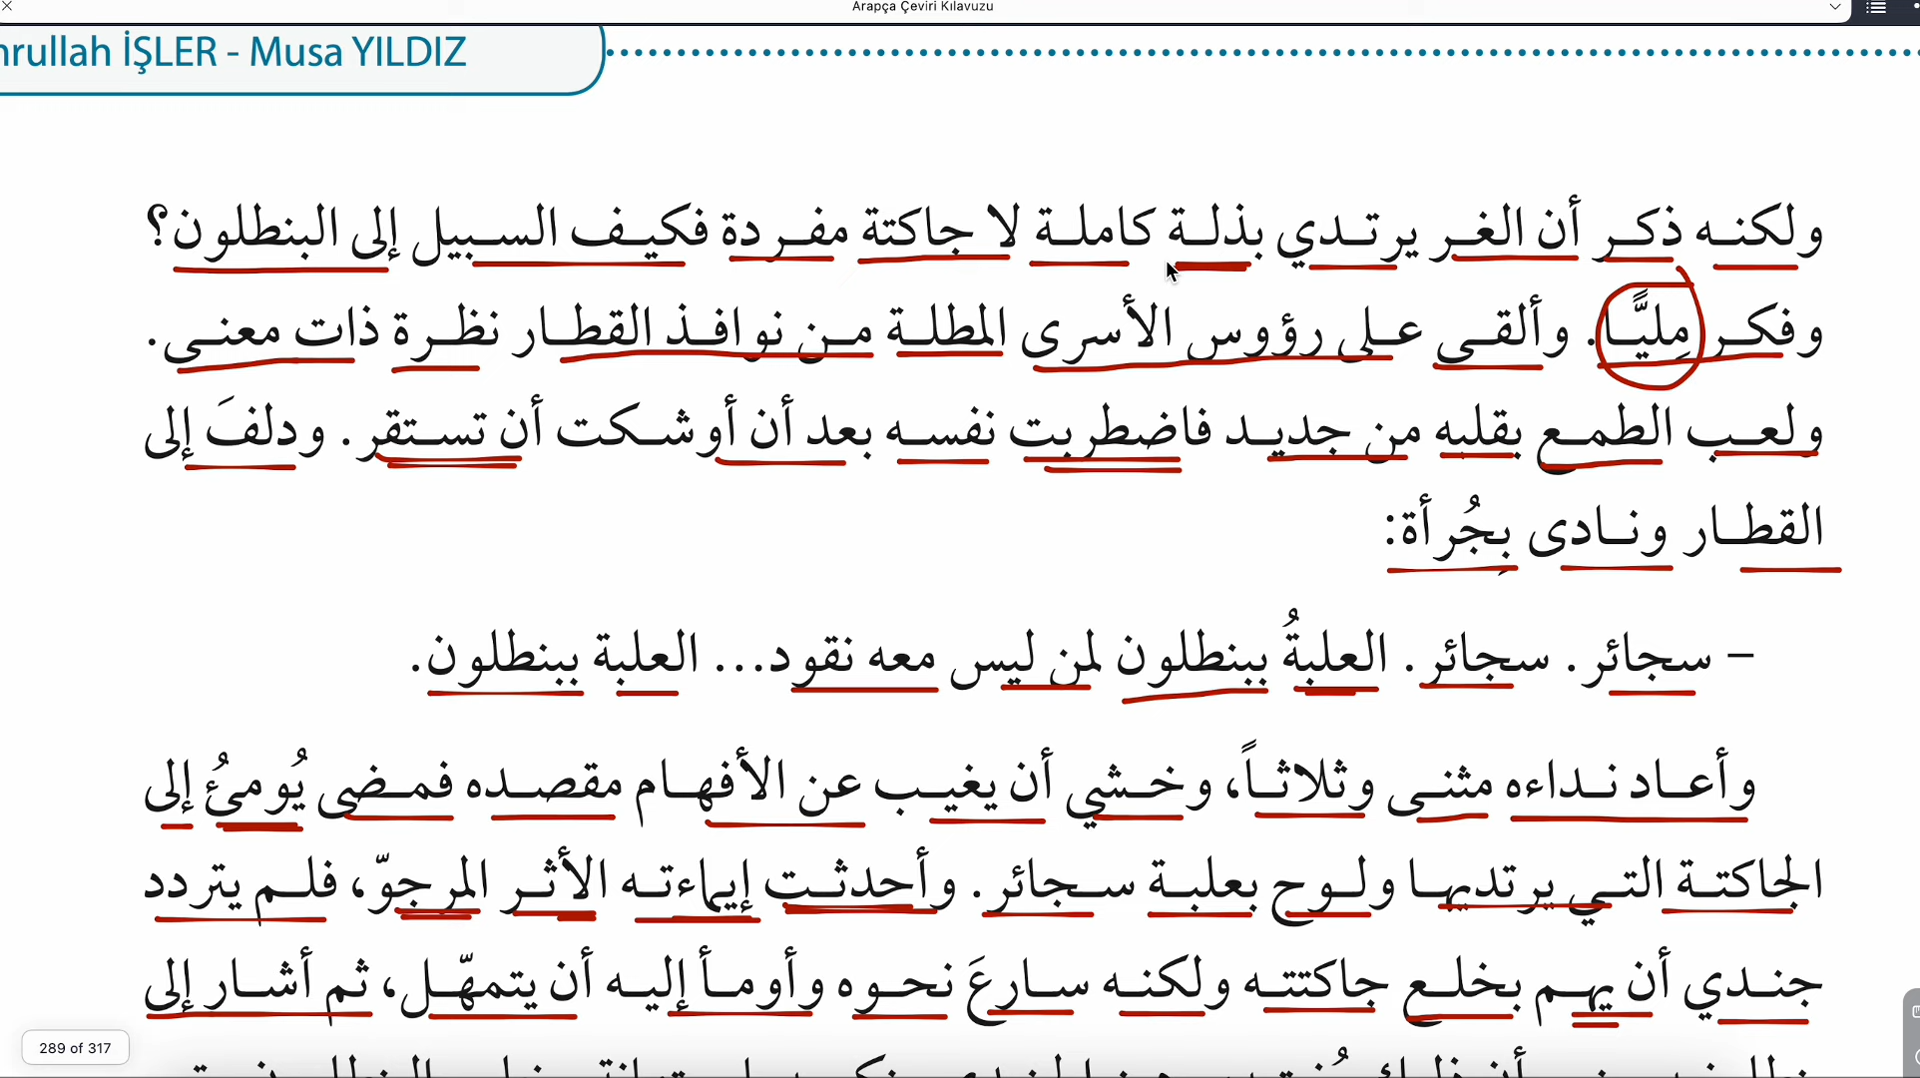 Arapça Çeviri Kılavuzu
rullah İŞLER - Musa YILDIZ
ولكنه ذكر أن الغر يرتدي بذلة كاملة لا جاكتة مفردة فكيف السبيل إلى البنطلون؟
وفكر مِليًّا. وألقى على رؤوس الأسرى المطلة من نوافذ القطار نظرة ذات معنى.
ولعب الطمع بقلبه من جديد فاضطربت نفسه بعد أن أوشكت أن تستقر. ودلفَ إلى
القطار ونادى بِجُرأة:
– سجائر. سجائر. العلبةُ ببنطلون لمن ليس معه نقود... العلبة ببنطلون.
وأعاد نداءه مثنى وثلاثاً، وخشي أن يغيب عن الأفهام مقصده فمضى يُومئُ إلى
الجاكتة التي يرتديها ولوح بعلبة سجائر. وأحدثت إيماءته الأثر المرجوّ، فلم يتردد
جندي أن يهم بخلع جاكتته ولكنه سارعَ نحوه وأومأ إليه أن يتمهّل، ثم أشار إلى
289 of 317